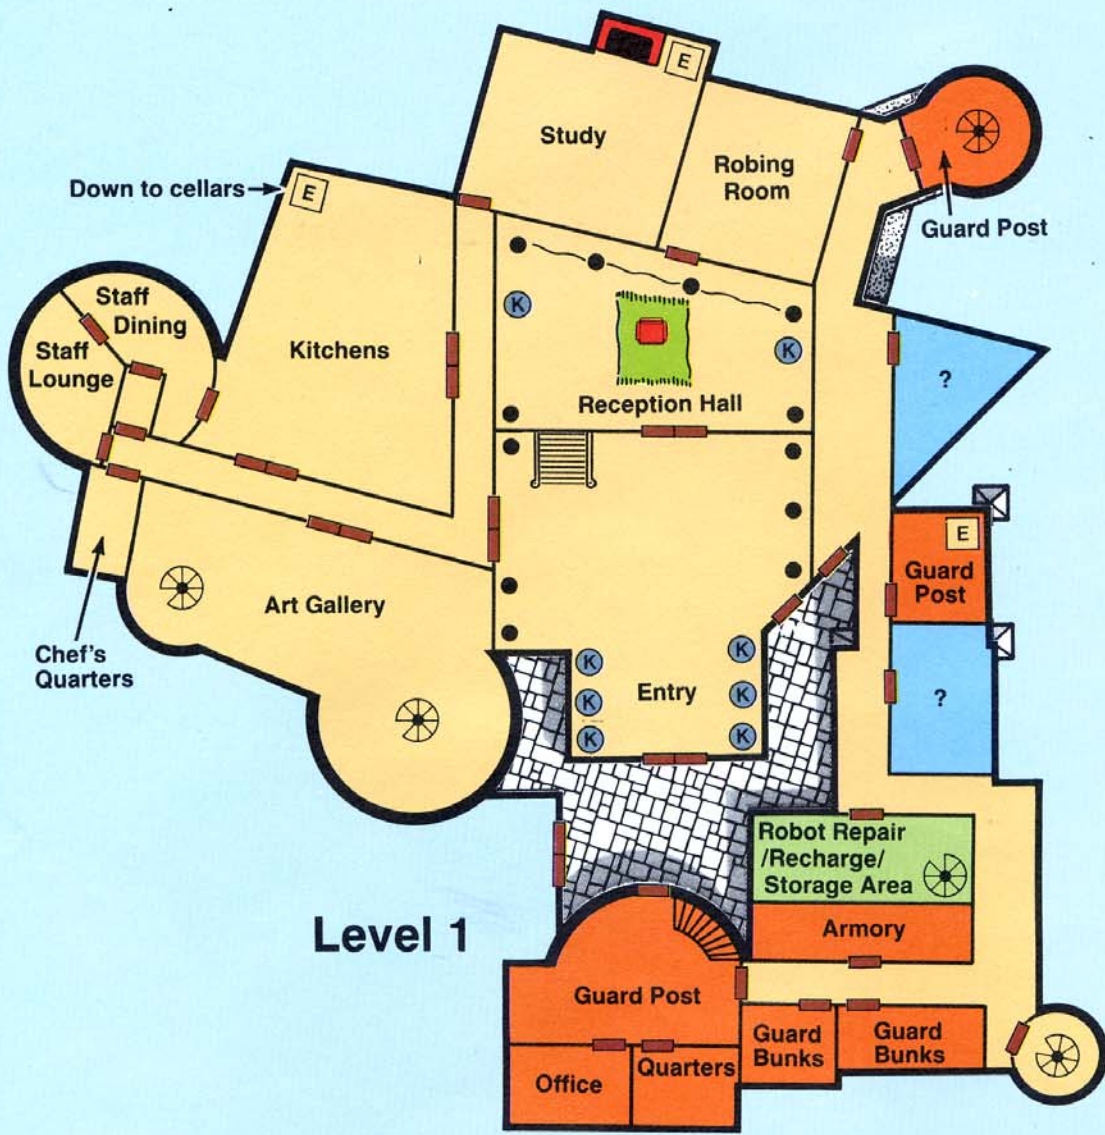 E
Study
Robing
Room
Down to cellars
E
Guard Post
Staff
Dining
Staff
Lounge
Kitchens
K
K
?
Reception Hall
E
Guard
Post
Art Gallery
Chef's
Quarters
K
K
K
K
K
K
Entry
?
Robot Repair
/Recharge/
Storage Area
Level 1
Armory
Guard Post
Guard
Bunks
Guard
Bunks
Office
Quarters